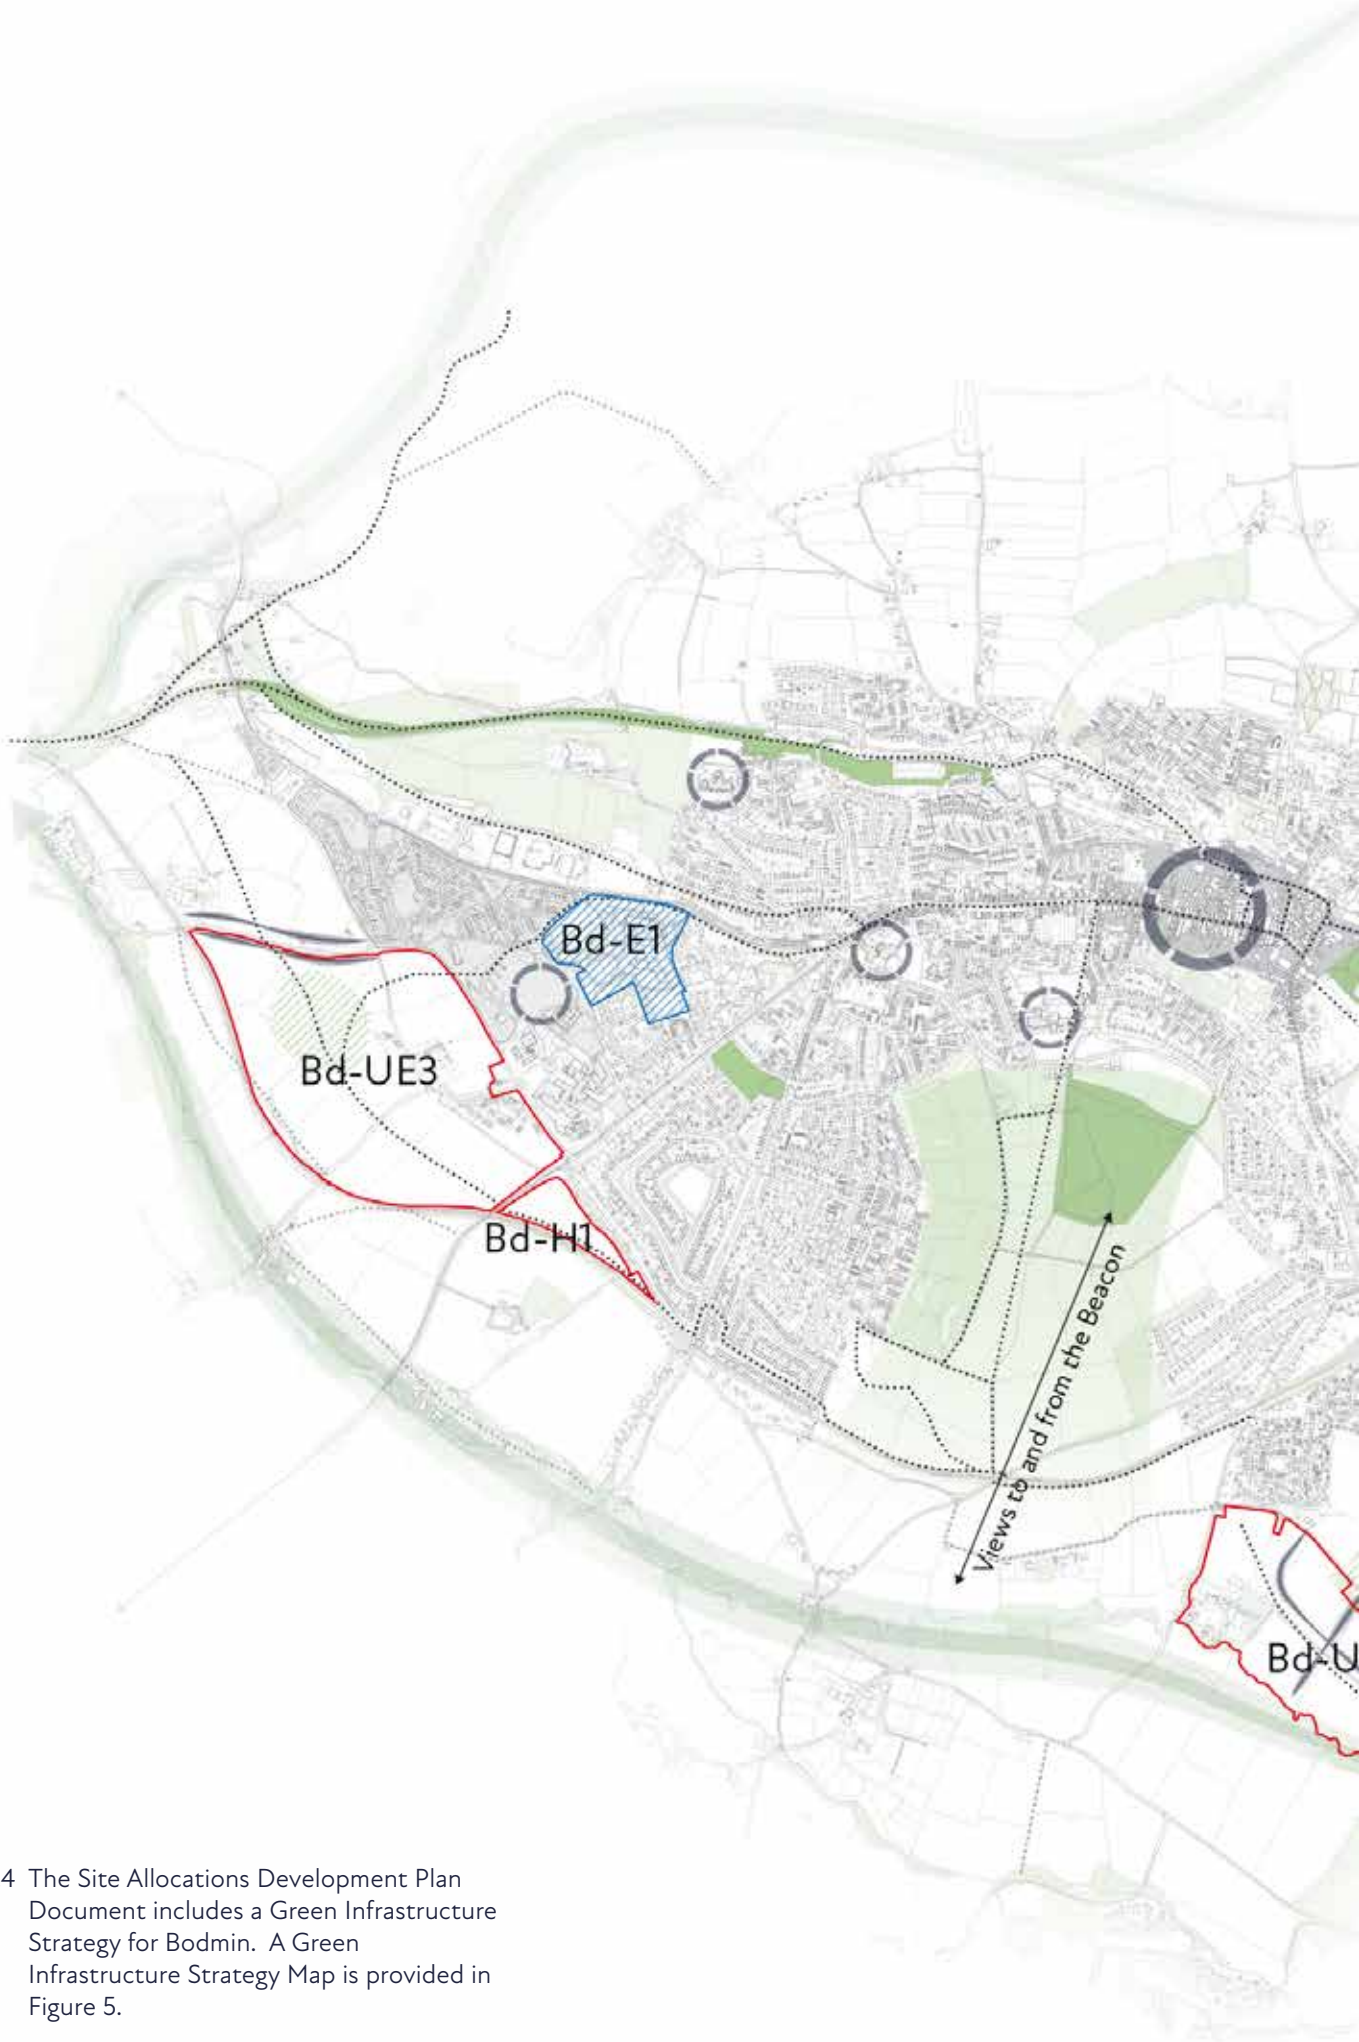 Bd-E1
Bd-UE3
Bd-H1
Views to and from the Beacon
Bd-U
4 The Site Allocations Development Plan
Document includes a Green Infrastructure
Strategy for Bodmin. A Green
Infrastructure Strategy Map is provided in
Figure 5.